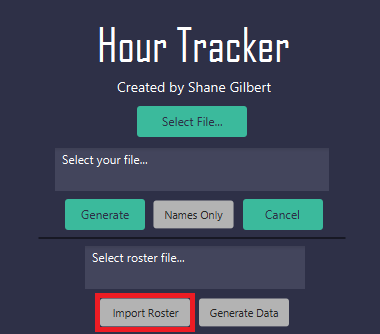 Hour Tracker
Created by Shane Gilbert
Select File...
Select your file...
Generate Names Only Cancel
Select roster file...
Import Roster Generate Data